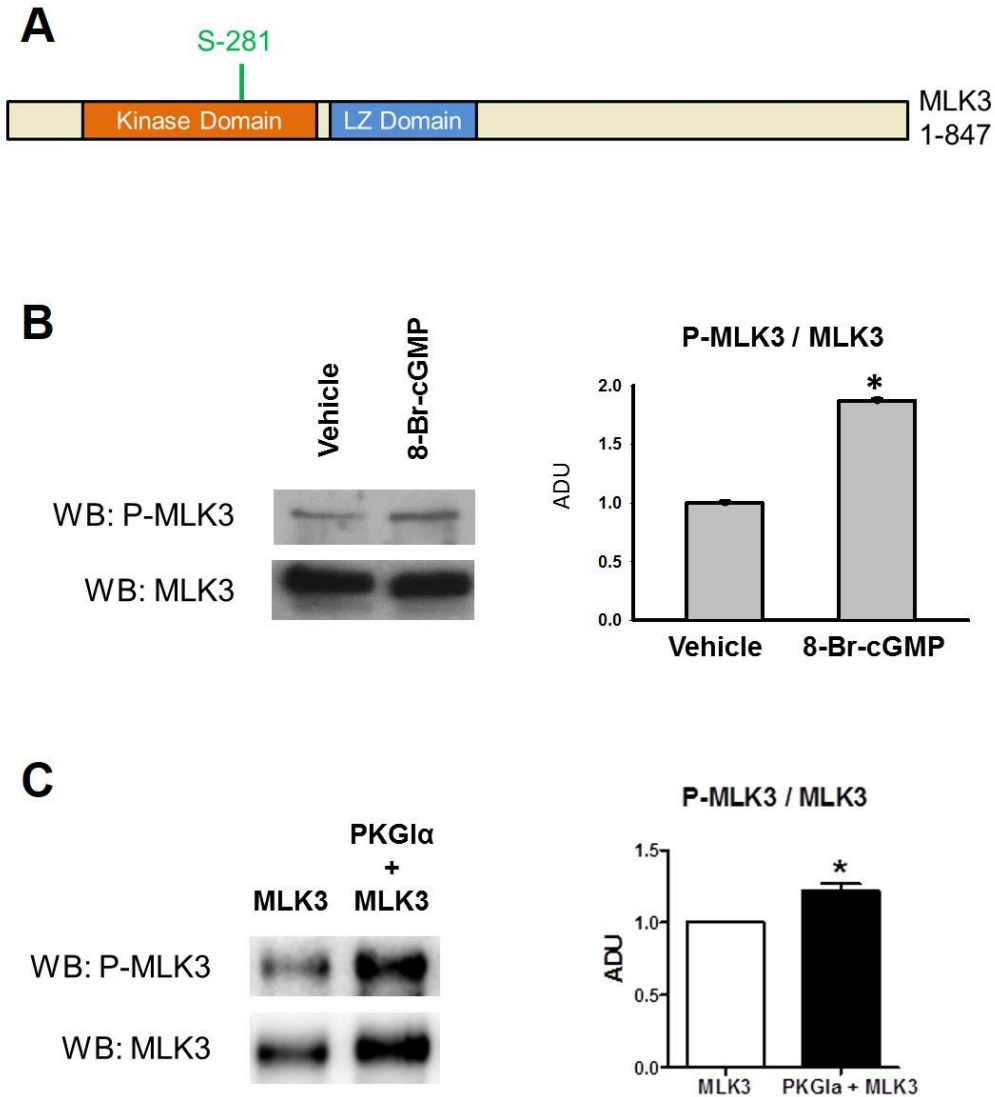 A
S-281
Kinase Domain
LZ Domain
MLK3
1-847
B
Vehicle
8-Br-cGMP
WB: P-MLK3
WB: MLK3
P-MLK3 / MLK3
ADU
2.0
1.5
1.0
0.5
0.0
*
Vehicle
8-Br-cGMP
C
MLK3
PKGIα
+
MLK3
WB: P-MLK3
WB: MLK3
P-MLK3 / MLK3
ADU
1.5
1.0
0.5
0.0
*
MLK3
PKGIa + MLK3